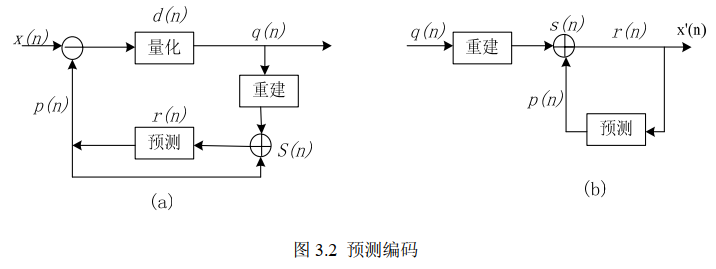 d(n)
x(n)
量化
q(n)
重建
p(n)
r(n)
预测
S(n)
(a)
q(n)
重建
s(n)
r(n)
x'(n)
p(n)
预测
(b)
图 3.2 预测编码